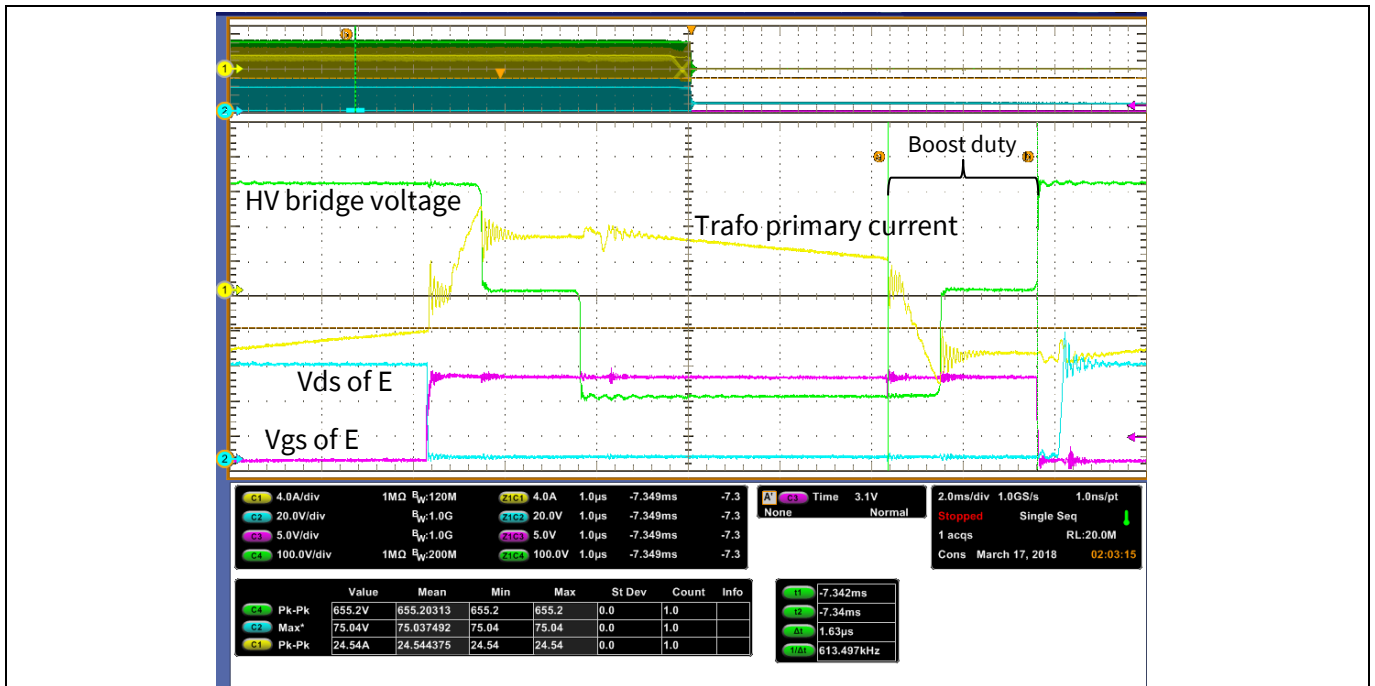 Boost duty
HV bridge voltage
Trafo primary current
1
Vds of E
Vgs of E
2
C1 4.0A/div 1MΩ BW:120M Z1C1 4.0A 1.0µs -7.349ms -7.3
C2 20.0V/div BW:1.0G Z1C2 20.0V 1.0µs -7.349ms -7.3
C3 5.0V/div BW:1.0G Z1C3 5.0V 1.0µs -7.349ms -7.3
C4 100.0V/div 1MΩ BW:200M Z1C4 100.0V 1.0µs -7.349ms -7.3
A' C3 Time 3.1V
None Normal
2.0ms/div 1.0GS/s 1.0ns/pt
Stopped Single Seq
1 acqs RL:20.0M
Cons March 17, 2018 02:03:15
Value Mean Min Max St Dev Count Info
C4 Pk-Pk 655.2V 655.20313 655.2 655.2 0.0 1.0
C2 Max* 75.04V 75.037492 75.04 75.04 0.0 1.0
C1 Pk-Pk 24.54A 24.544375 24.54 24.54 0.0 1.0
t1 -7.342ms
t2 -7.34ms
Δt 1.63µs
1/Δt 613.497kHz